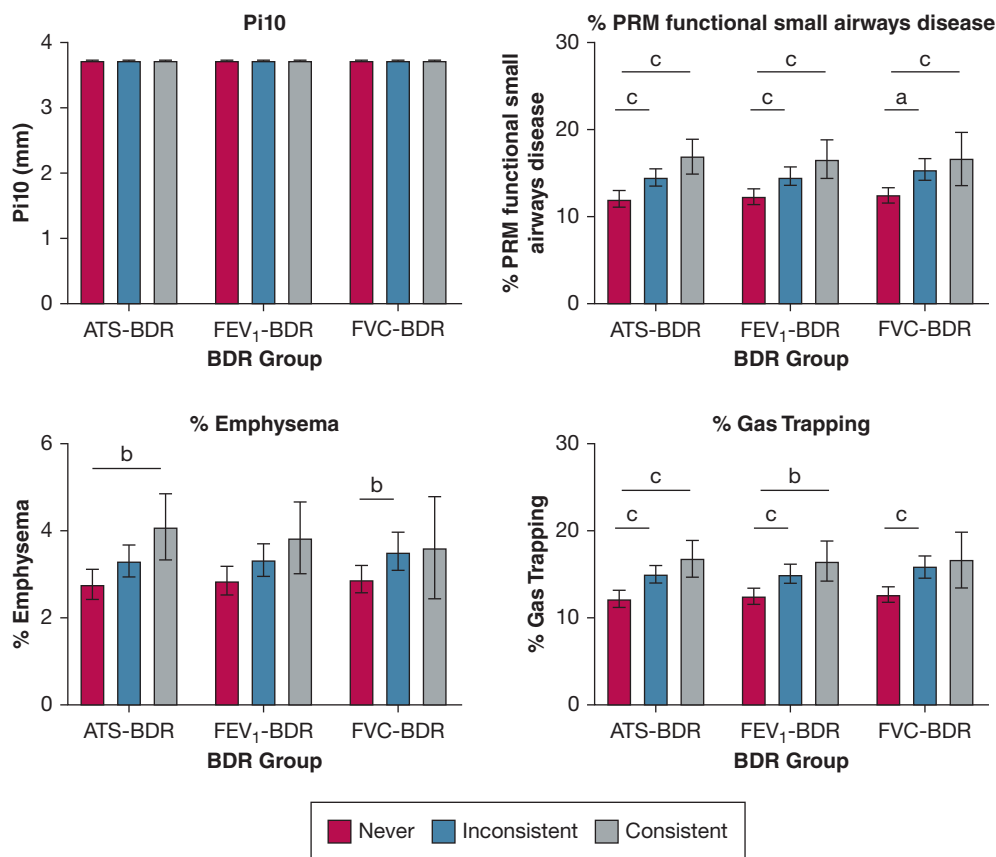 Pi10
4
3
2
1
0
Pi10 (mm)
ATS-BDR FEV1-BDR FVC-BDR
BDR Group
% PRM functional small airways disease
30
20
10
0
% PRM functional small
airways disease
c
c
c
c
c
a
ATS-BDR FEV1-BDR FVC-BDR
BDR Group
% Emphysema
6
4
2
0
% Emphysema
b
b
ATS-BDR FEV1-BDR FVC-BDR
BDR Group
% Gas Trapping
30
20
10
0
% Gas Trapping
c
b
c
c
c
ATS-BDR FEV1-BDR FVC-BDR
BDR Group
Never Inconsistent Consistent